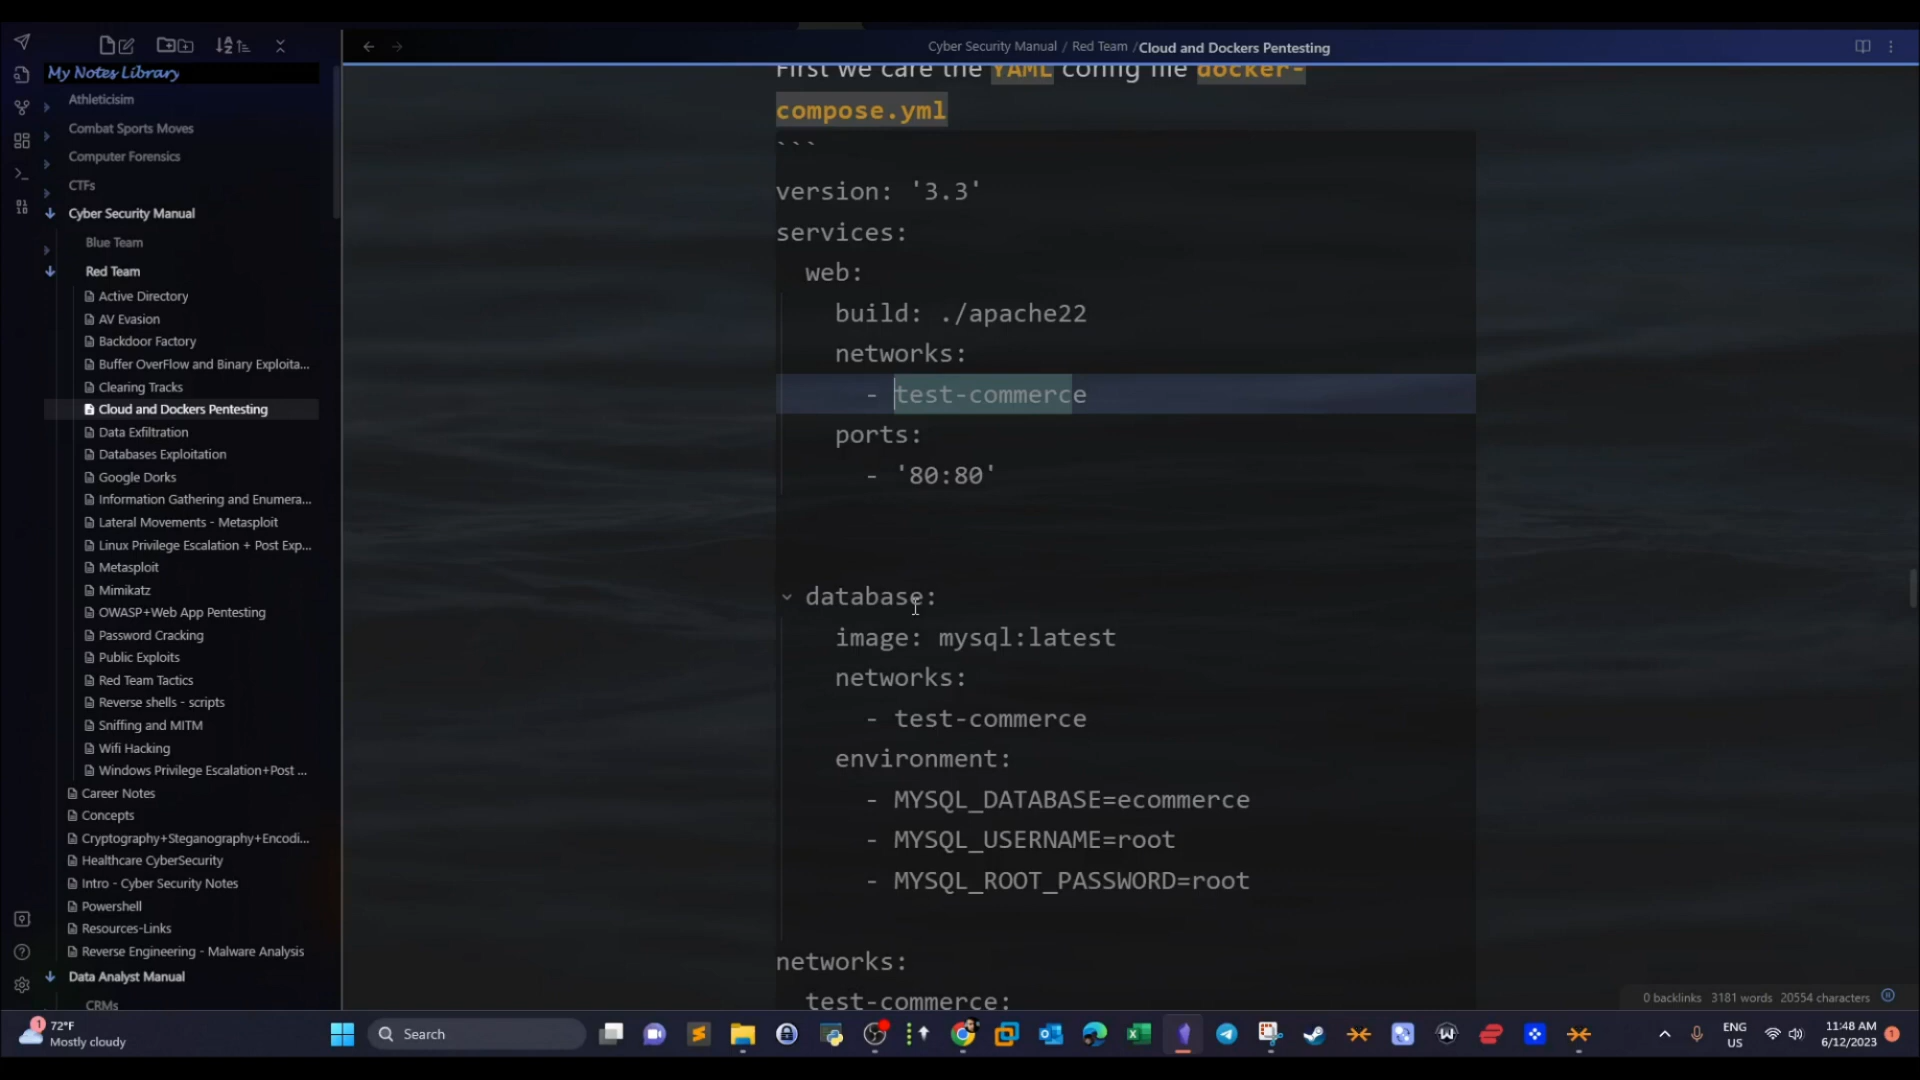 My Notes Library
Athleticisim
Combat Sports Moves
Computer Forensics
CTFs
Cyber Security Manual
Blue Team
Red Team
Active Directory
AV Evasion
Backdoor Factory
Buffer OverFlow and Binary Exploita...
Clearing Tracks
Cloud and Dockers Pentesting
Data Exfiltration
Databases Exploitation
Google Dorks
Information Gathering and Enumera...
Lateral Movements - Metasploit
Linux Privilege Escalation + Post Exp...
Metasploit
Mimikatz
OWASP+Web App Pentesting
Password Cracking
Public Exploits
Red Team Tactics
Reverse shells - scripts
Sniffing and MITM
Wifi Hacking
Windows Privilege Escalation+Post ...
Career Notes
Concepts
Cryptography+Steganography+Encodi...
Healthcare CyberSecurity
Intro - Cyber Security Notes
Powershell
Resources-Links
Reverse Engineering - Malware Analysis
Data Analyst Manual
CRMs
Cyber Security Manual / Red Team / Cloud and Dockers Pentesting
First we care the YAML config file docker-
compose.yml
```
version: '3.3'
services:
  web:
    build: ./apache22
    networks:
      - test-commerce
    ports:
      - '80:80'
  database:
    image: mysql:latest
    networks:
      - test-commerce
    environment:
      - MYSQL_DATABASE=ecommerce
      - MYSQL_USERNAME=root
      - MYSQL_ROOT_PASSWORD=root
networks:
  test-commerce:
0 backlinks 3181 words 20554 characters
1
72°F
Mostly cloudy
Search
ENG
US
11:48 AM
6/12/2023
1